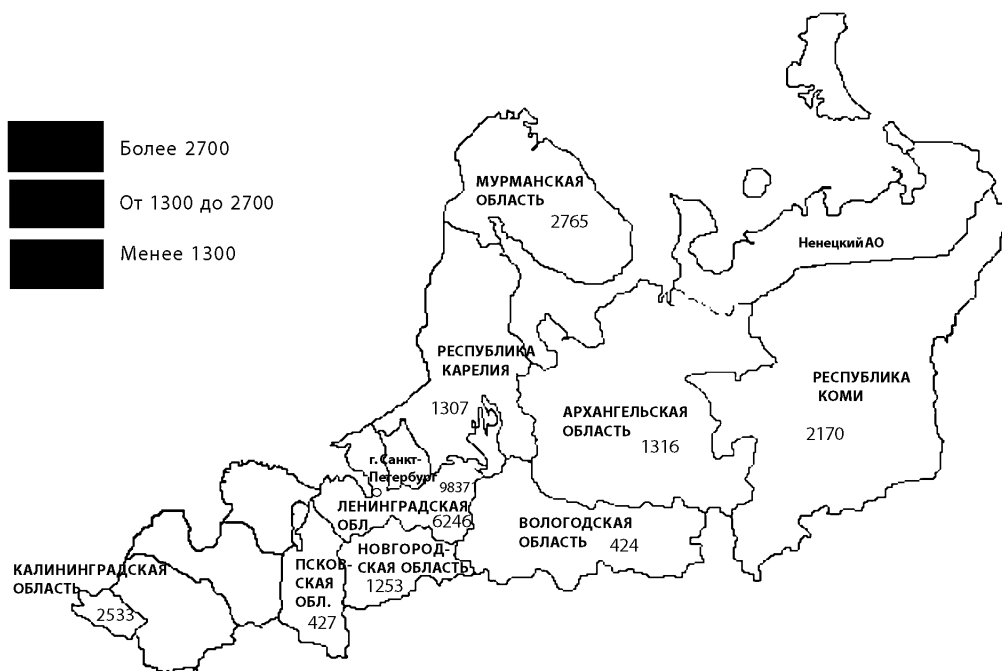 Более 2700
От 1300 до 2700
Менее 1300
МУРМАНСКАЯ
ОБЛАСТЬ
2765
Ненецкий АО
РЕСПУБЛИКА
КАРЕЛИЯ
1307
РЕСПУБЛИКА
КОМИ
2170
АРХАНГЕЛЬСКАЯ
ОБЛАСТЬ
1316
г. Санкт-
Петербург
9837
ЛЕНИНГРАДСКАЯ
ОБЛ
6246
ВОЛОГОДСКАЯ
ОБЛАСТЬ
424
НОВГОРОД-
СКАЯ ОБЛАСТЬ
1253
ПСКОВ-
СКАЯ
ОБЛ.
427
КАЛИНИНГРАДСКАЯ
ОБЛАСТЬ
2533